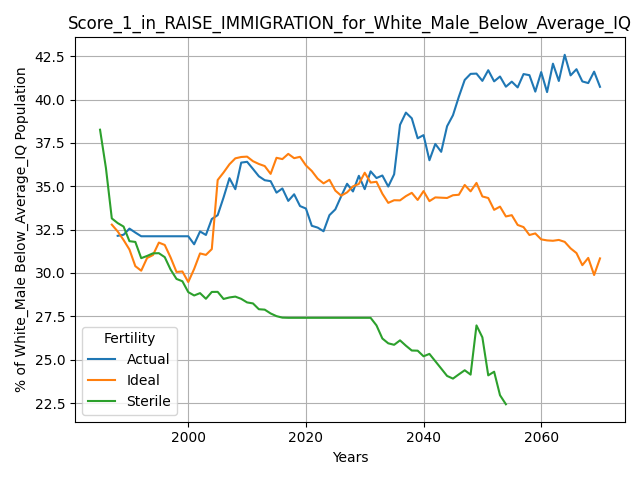 Score_1_in_RAISE_IMMIGRATION_for_White_Male_Below_Average_IQ
% of White_Male Below_Average_IQ Population
42.5
40.0
37.5
35.0
32.5
30.0
27.5
25.0
22.5
Fertility
Actual
Ideal
Sterile
2000
2020
2040
2060
Years